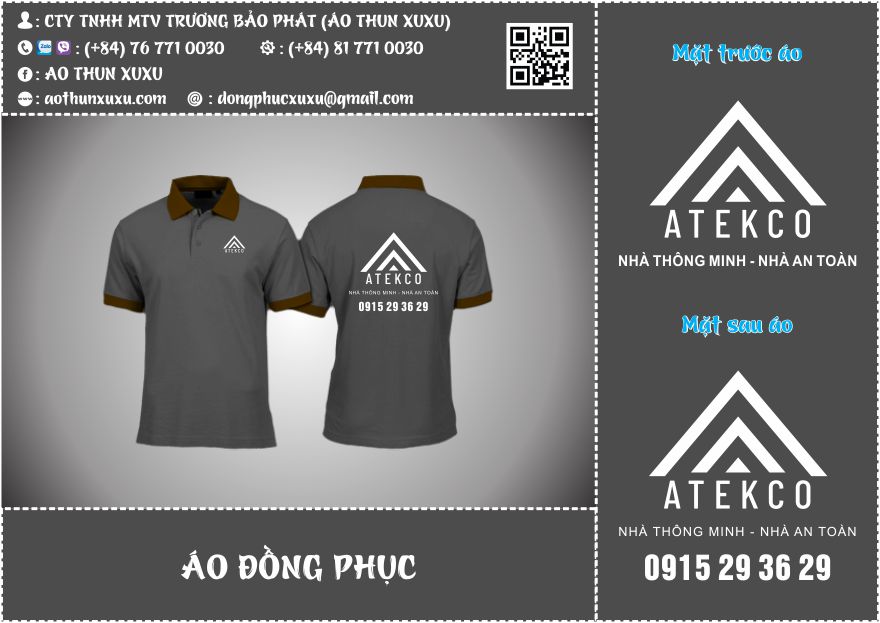 : CTY TNHH MTV TRƯƠNG BẢO PHÁT (ÁO THUN XUXU)
Zalo : (+84) 76 771 0030 : (+84) 81 771 0030
: AO THUN XUXU
www : aothunxuxu.com @ : dongphucxuxu@gmail.com
ATEKCO
ATEKCO
NHÀ THÔNG MINH - NHÀ AN TOÀN
0915 29 36 29
ÁO ĐỒNG PHỤC
Mặt trước áo
ATEKCO
NHÀ THÔNG MINH - NHÀ AN TOÀN
Mặt sau áo
ATEKCO
NHÀ THÔNG MINH - NHÀ AN TOÀN
0915 29 36 29